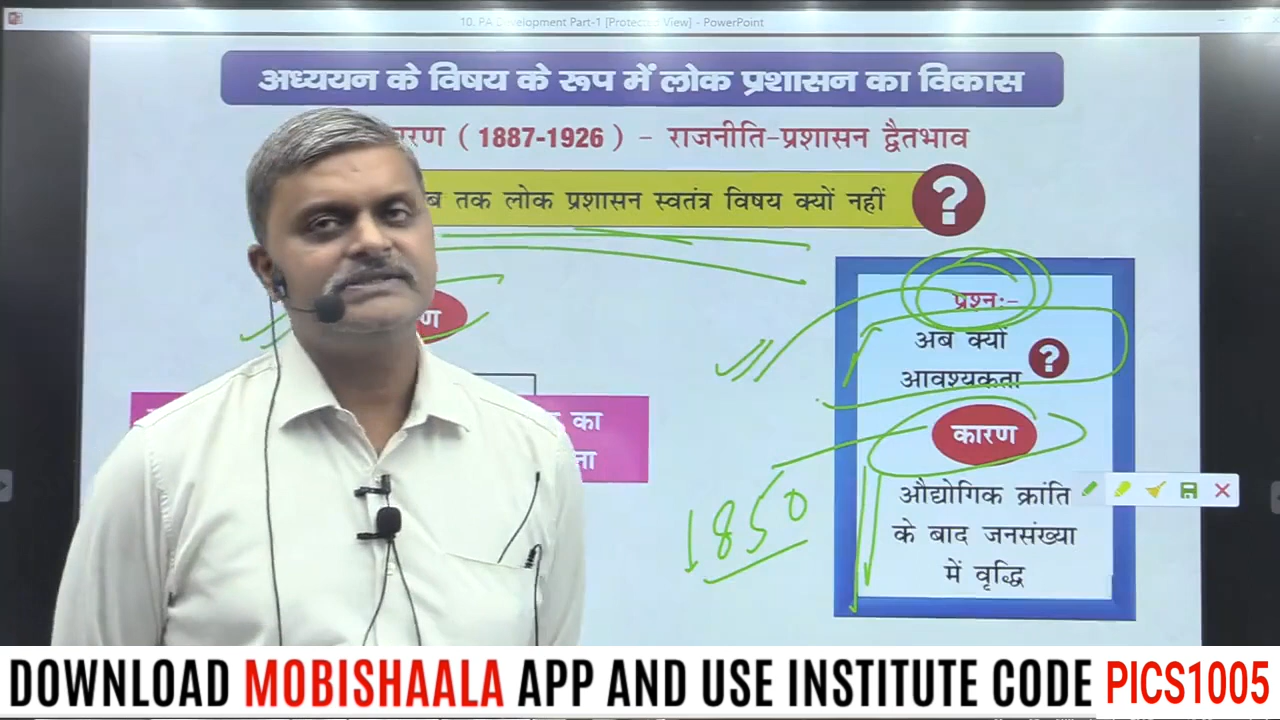 10. PA Development Part-1 [Protected View] - PowerPoint
अध्ययन के विषय के रूप में लोक प्रशासन का विकास
( 1887-1926 ) - राजनीति-प्रशासन द्वैतभाव
तक लोक प्रशासन स्वतंत्र विषय क्यों नहीं ?
प्रश्नः-
अब क्यों
आवश्यकता ?
कारण
औद्योगिक क्रांति
के बाद जनसंख्या
में वृद्धि
का
1850
DOWNLOAD MOBISHAALA APP AND USE INSTITUTE CODE PICS1005